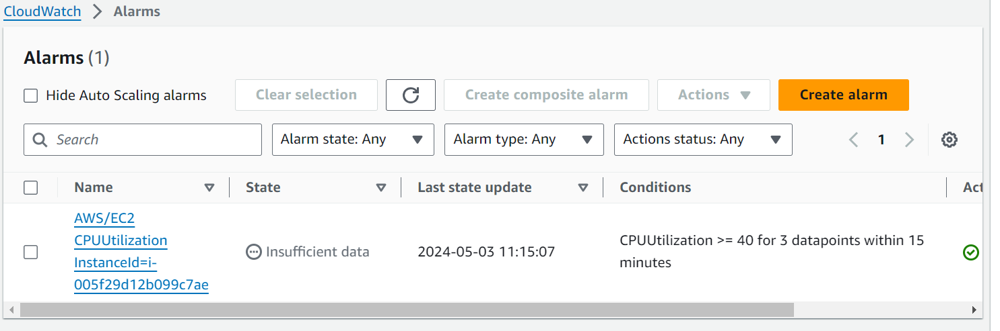 CloudWatch > Alarms
Alarms (1)
Hide Auto Scaling alarms Clear selection Create composite alarm Actions Create alarm
Search Alarm state: Any Alarm type: Any Actions status: Any 1
Name State Last state update Conditions Act
AWS/EC2
CPUUtilization
InstanceId=i-
005f29d12b099c7ae
Insufficient data
2024-05-03 11:15:07
CPUUtilization >= 40 for 3 datapoints within 15
minutes